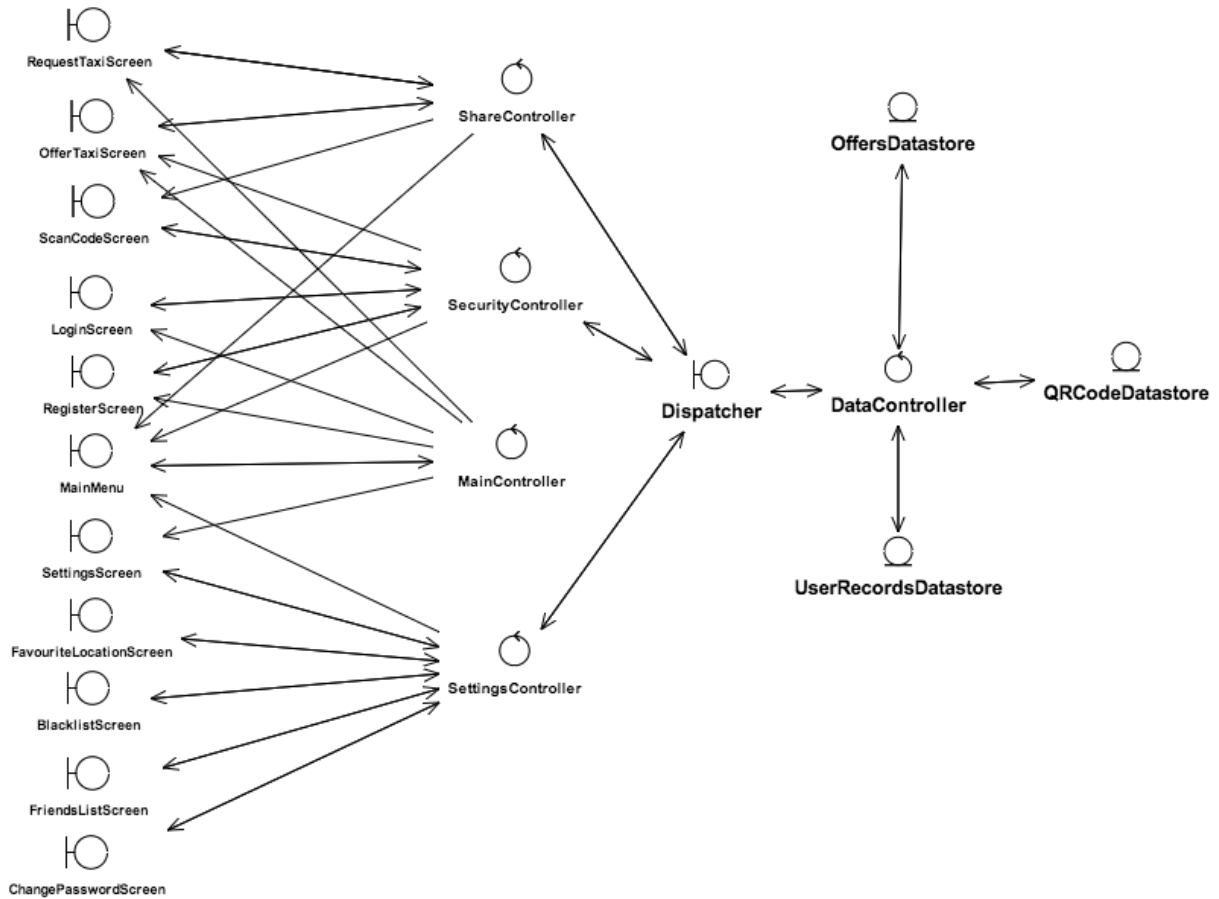 RequestTaxiScreen
OfferTaxiScreen
ScanCodeScreen
LoginScreen
RegisterScreen
MainMenu
SettingsScreen
FavouriteLocationScreen
BlacklistScreen
FriendsListScreen
ChangePasswordScreen
ShareController
SecurityController
MainController
SettingsController
Dispatcher
OffersDatastore
DataController
UserRecordsDatastore
QRCodeDatastore